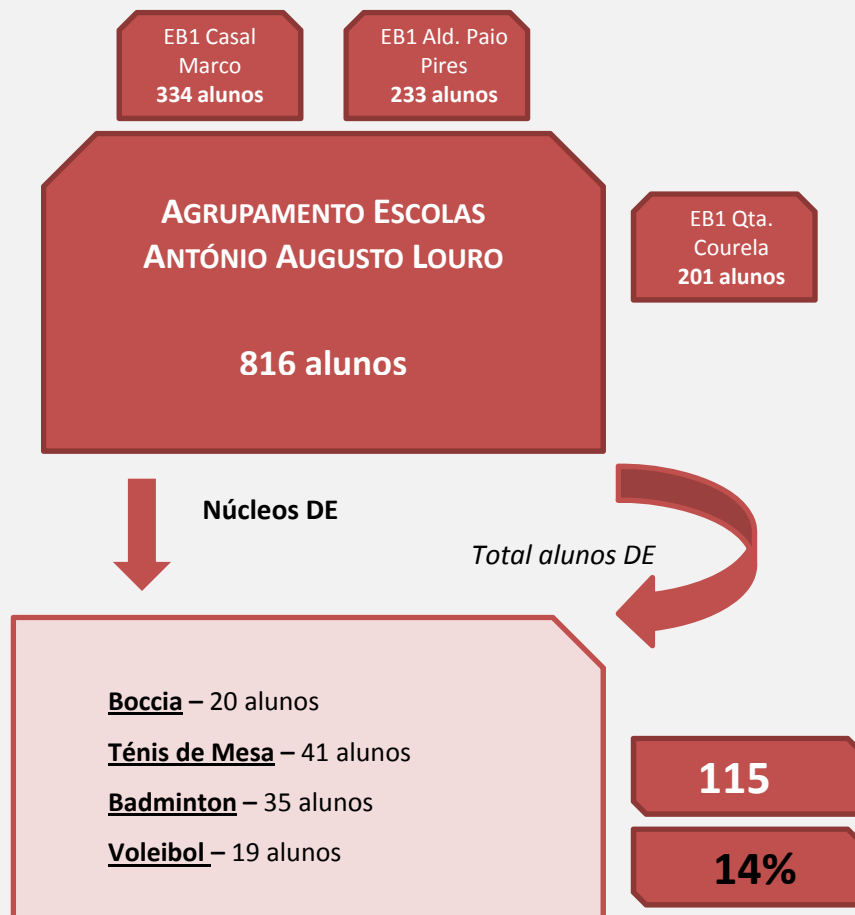 EB1 Casal
Marco
334 alunos
EB1 Ald. Paio
Pires
233 alunos
AGRUPAMENTO ESCOLAS
ANTÓNIO AUGUSTO LOURO
816 alunos
EB1 Qta.
Courela
201 alunos
Núcleos DE
Total alunos DE
Boccia – 20 alunos
Ténis de Mesa – 41 alunos
Badminton – 35 alunos
Voleibol – 19 alunos
115
14%